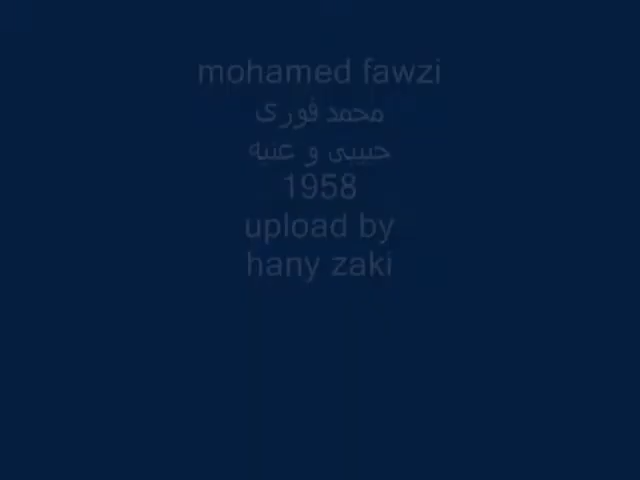 mohamed fawzi
محمد فوزى
حبيبى و عنيه
1958
upload by
hany zaki